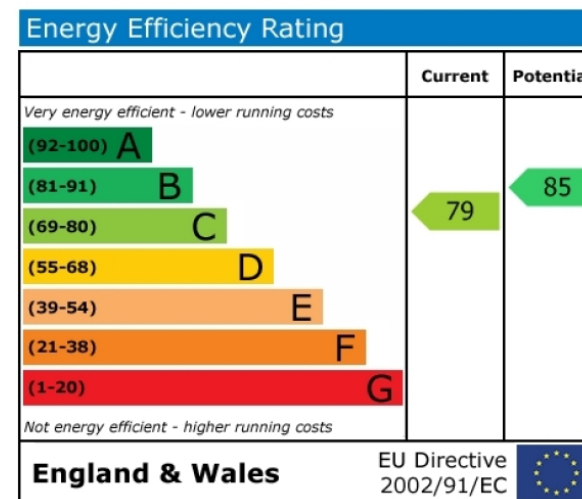 Energy Efficiency Rating
Current Potentia
Very energy efficient - lower running costs
(92-100) A
(81-91) B
85
(69-80) C
79
(55-68) D
(39-54) E
(21-38) F
(1-20) G
Not energy efficient - higher running costs
England & Wales
EU Directive
2002/91/EC